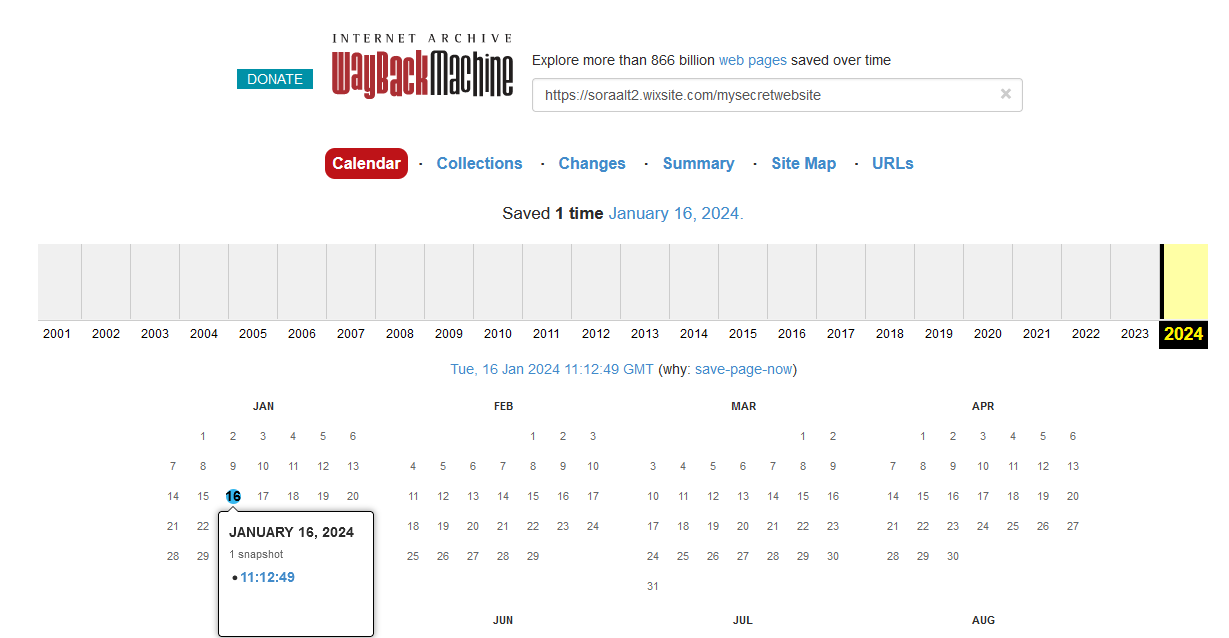 INTERNET ARCHIVE
WayBackMachine
DONATE
Explore more than 866 billion web pages saved over time
https://soraalt2.wixsite.com/mysecretwebsite ×
Calendar · Collections · Changes · Summary · Site Map · URLs
Saved 1 time January 16, 2024.
2001 2002 2003 2004 2005 2006 2007 2008 2009 2010 2011 2012 2013 2014 2015 2016 2017 2018 2019 2020 2021 2022 2023 2024
Tue, 16 Jan 2024 11:12:49 GMT (why: save-page-now)
JAN
1 2 3 4 5 6
7 8 9 10 11 12 13
14 15 16 17 18 19 20
21 22
28 29
JANUARY 16, 2024
1 snapshot
• 11:12:49
FEB
1 2 3
4 5 6 7 8 9 10
11 12 13 14 15 16 17
18 19 20 21 22 23 24
25 26 27 28 29
MAR
1 2
3 4 5 6 7 8 9
10 11 12 13 14 15 16
17 18 19 20 21 22 23
24 25 26 27 28 29 30
31
APR
1 2 3 4 5 6
7 8 9 10 11 12 13
14 15 16 17 18 19 20
21 22 23 24 25 26 27
28 29 30
JUN
JUL
AUG